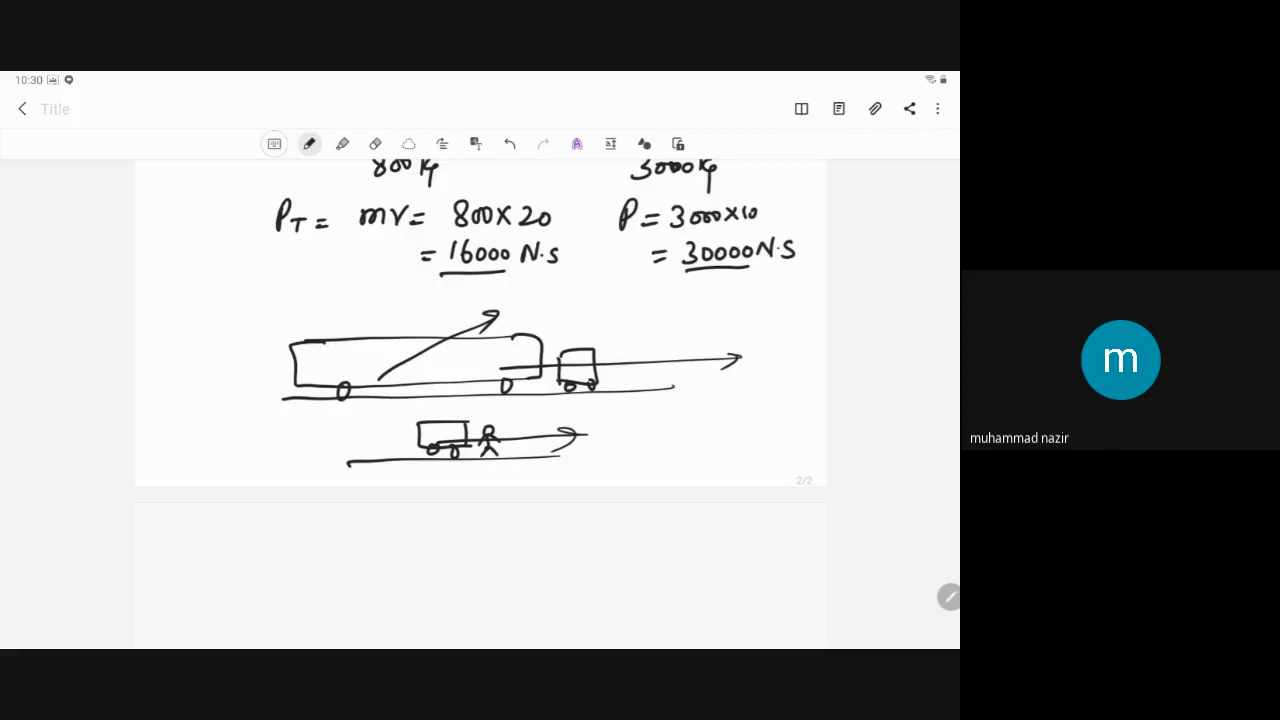 10:30
Title
800 Kg 3000 Kg
P_T = mV = 800 X 20 P = 3000 X 10
= 16000 N.S = 30000 N.S
2/2
m
muhammad nazir